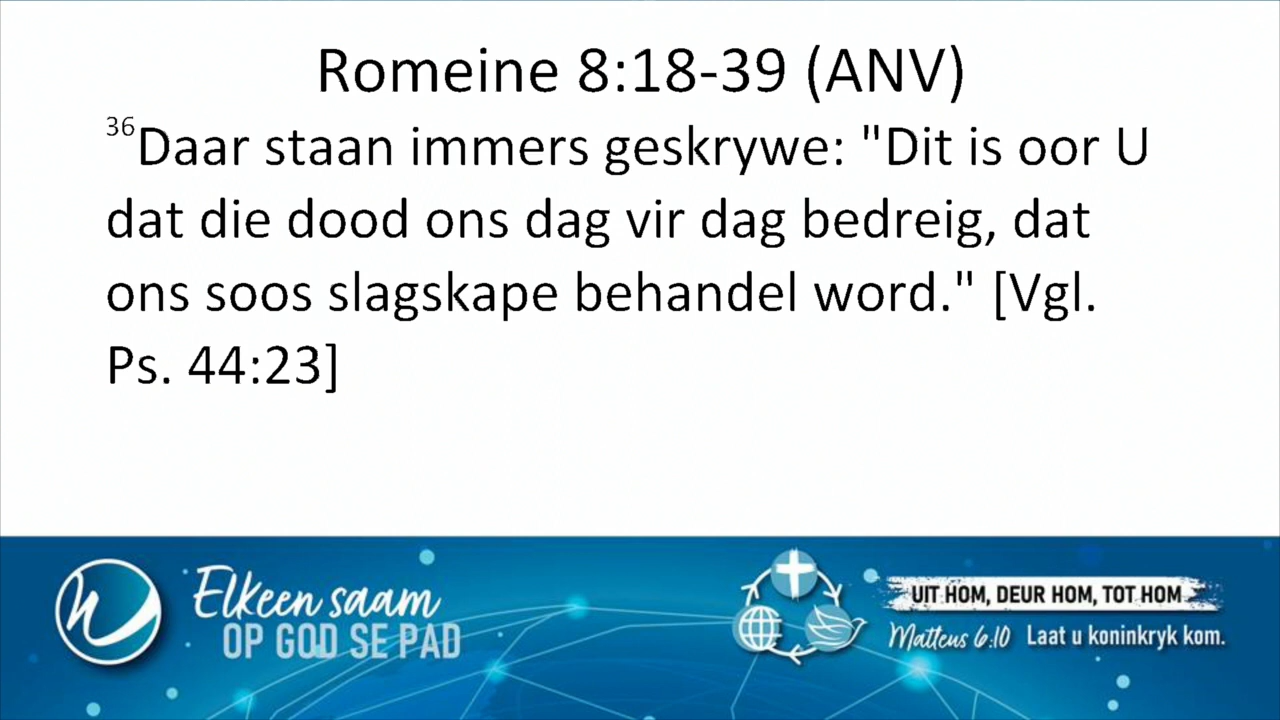 Romeine 8:18-39 (ANV)
36Daar staan immers geskrywe: "Dit is oor U
dat die dood ons dag vir dag bedreig, dat
ons soos slagskape behandel word." [Vgl.
Ps. 44:23]
Elkeen saam
OP GOD SE PAD
UIT HOM, DEUR HOM, TOT HOM
Matteus 6:10 Laat u koninkryk kom.